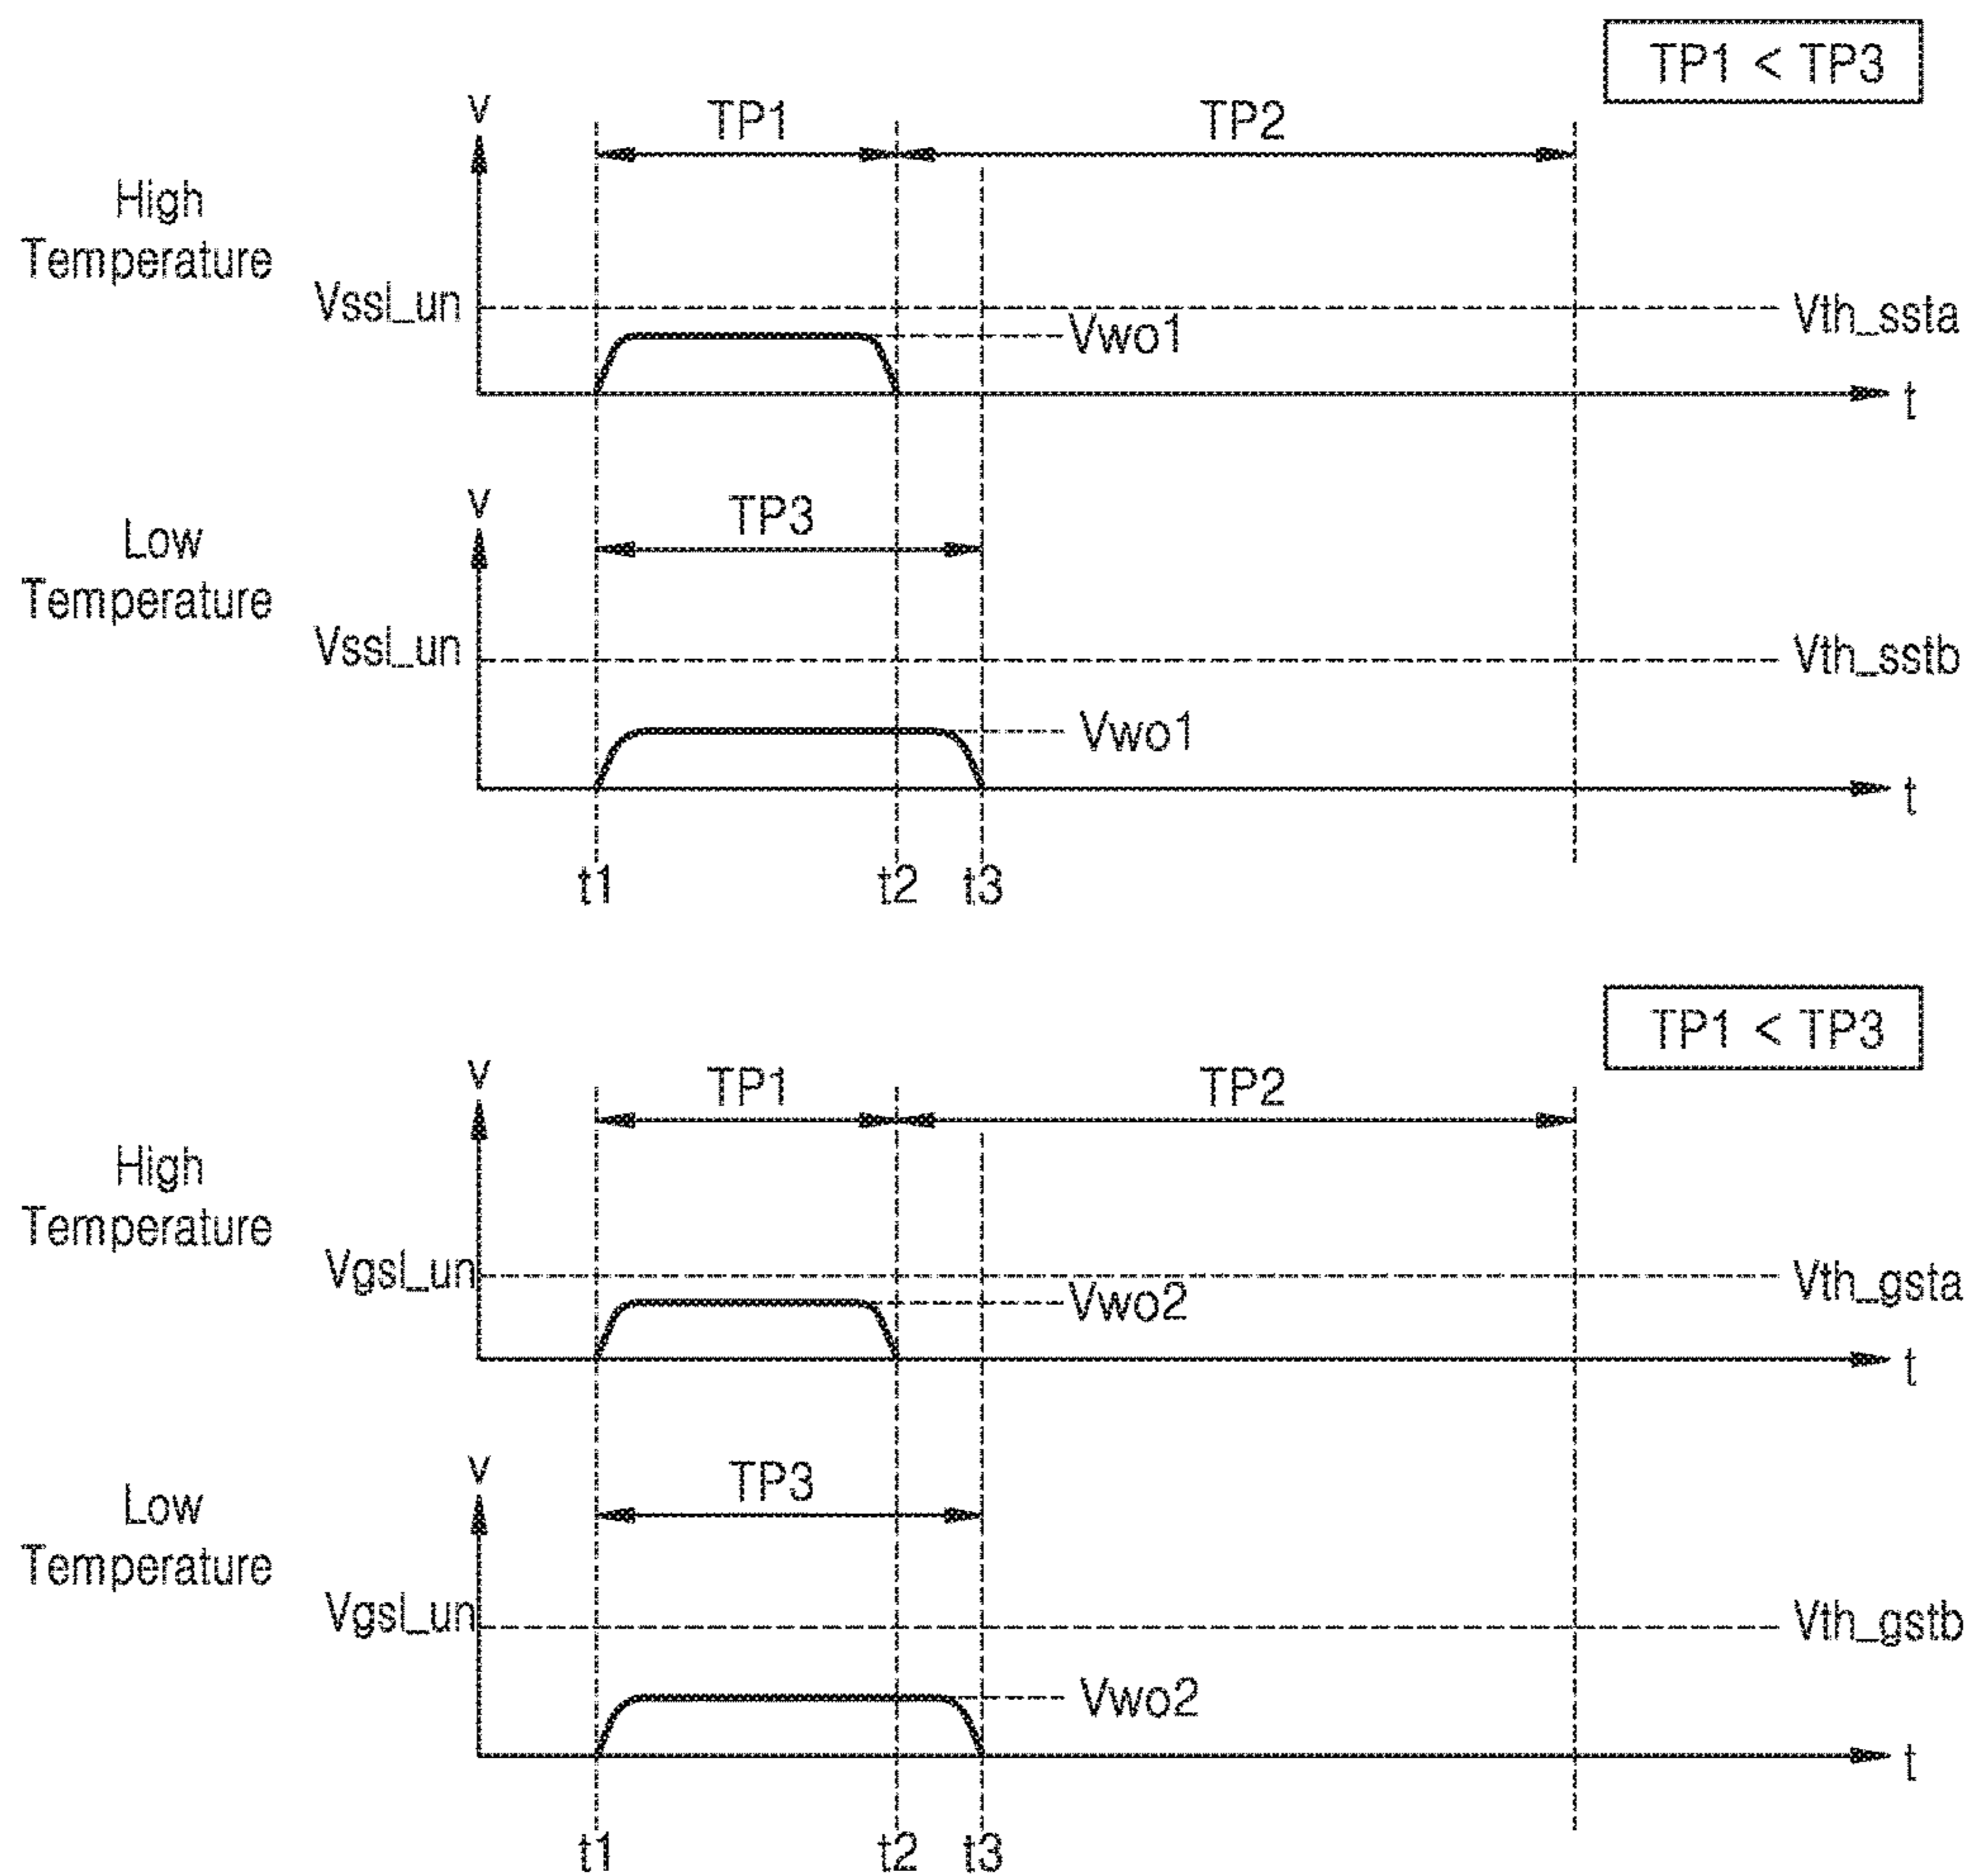 TP1 < TP3
v
TP1
TP2
High
Temperature
Vssl_un
Vth_ssta
Vwo1
t
v
TP3
Low
Temperature
Vssl_un
Vth_sstb
Vwo1
t
t1
t2
t3
TP1 < TP3
v
TP1
TP2
High
Temperature
Vgsl_un
Vth_gsta
Vwo2
t
v
TP3
Low
Temperature
Vgsl_un
Vth_gstb
Vwo2
t
t1
t2
t3